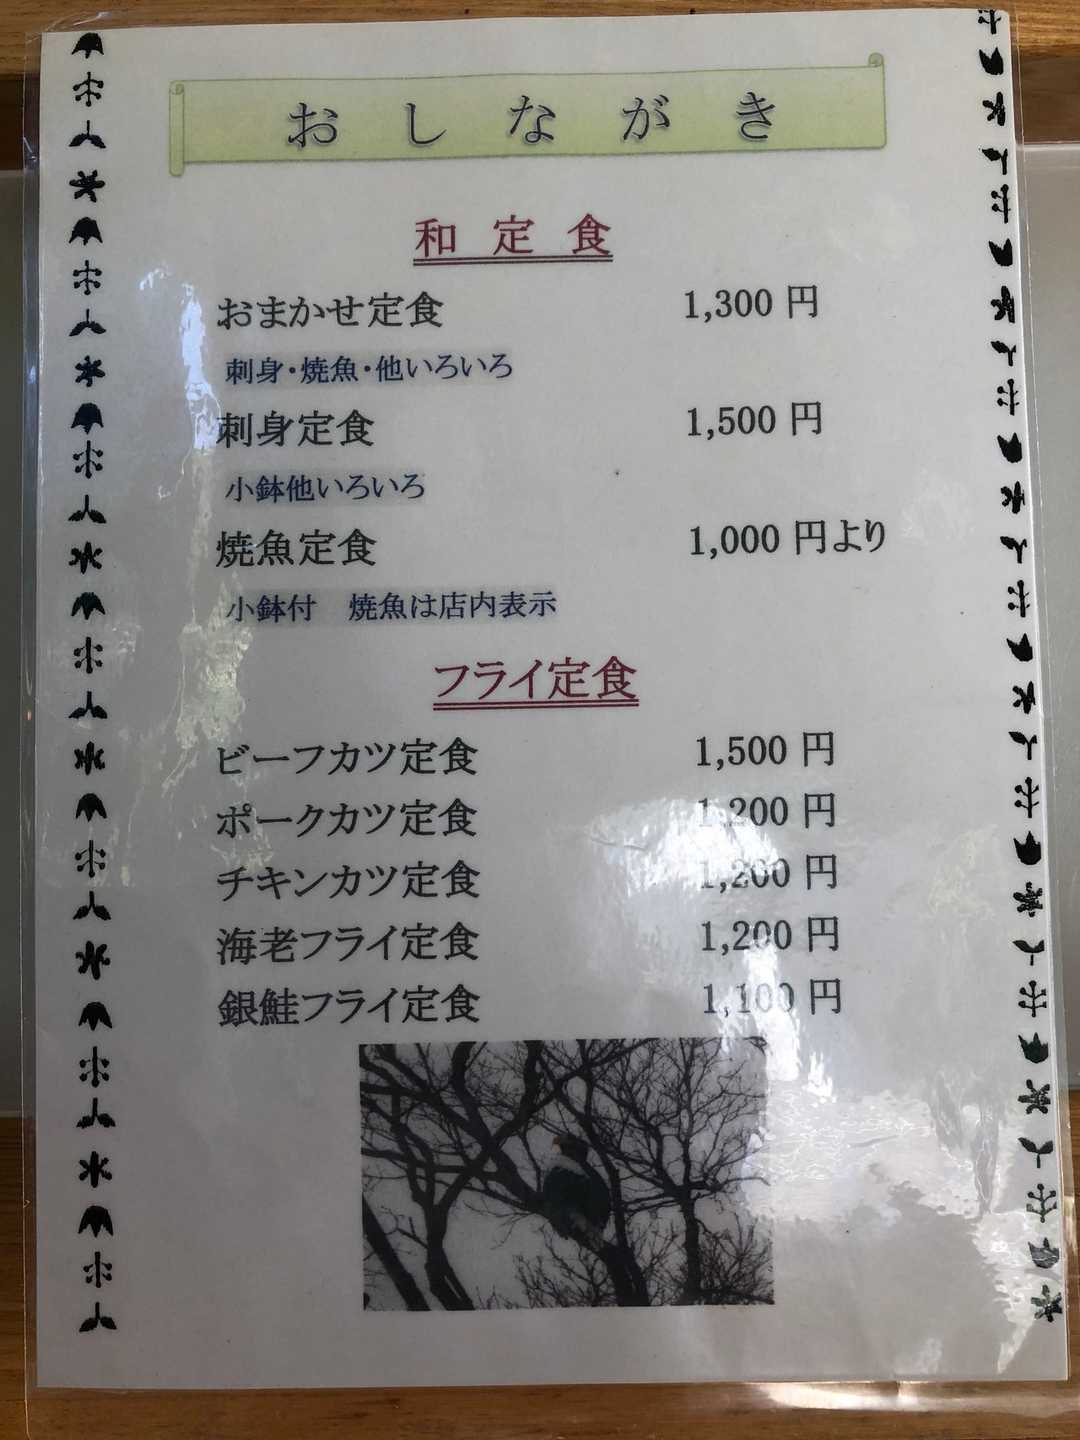 おしながき
和定食
おまかせ定食 1,300円
刺身・焼魚・他いろいろ
刺身定食 1,500円
小鉢他いろいろ
焼魚定食 1,000円より
小鉢付 焼魚は店内表示
フライ定食
ビーフカツ定食 1,500円
ポークカツ定食 1,200円
チキンカツ定食 1,200円
海老フライ定食 1,200円
銀鮭フライ定食 1,100円